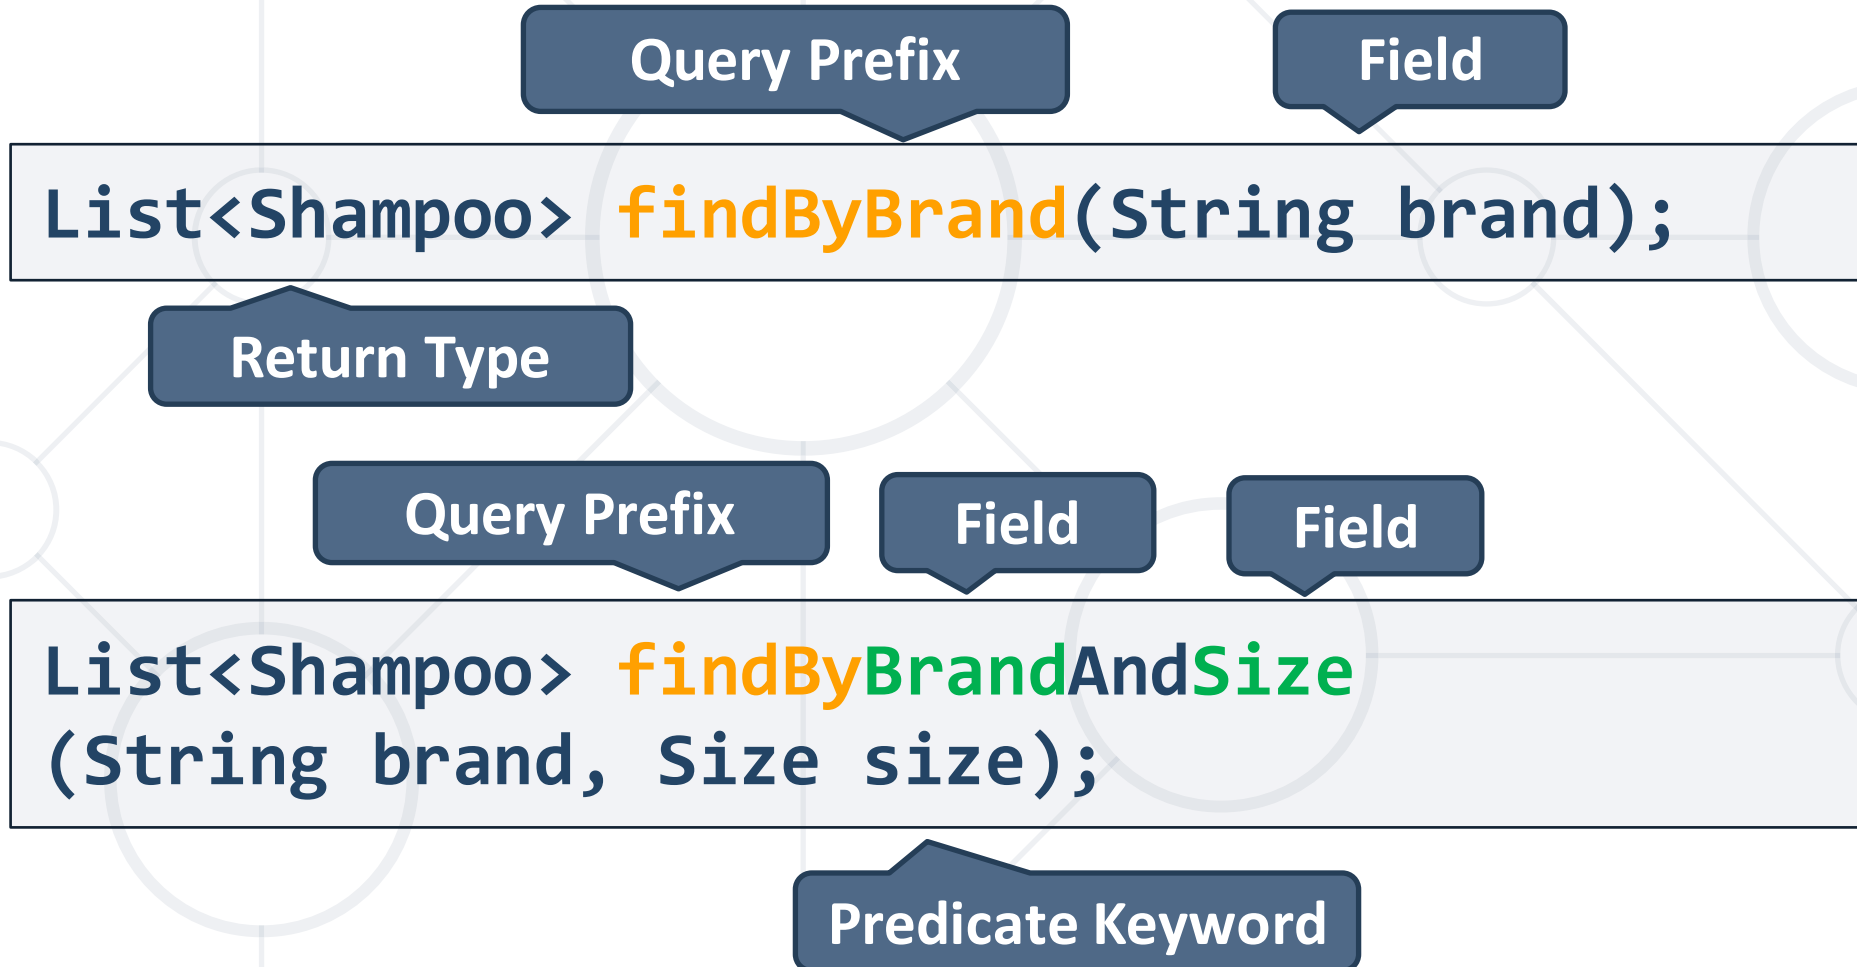 Query Prefix
Field
List<Shampoo> findByBrand(String brand);
Return Type
Query Prefix
Field
Field
List<Shampoo> findByBrandAndSize
(String brand, Size size);
Predicate Keyword